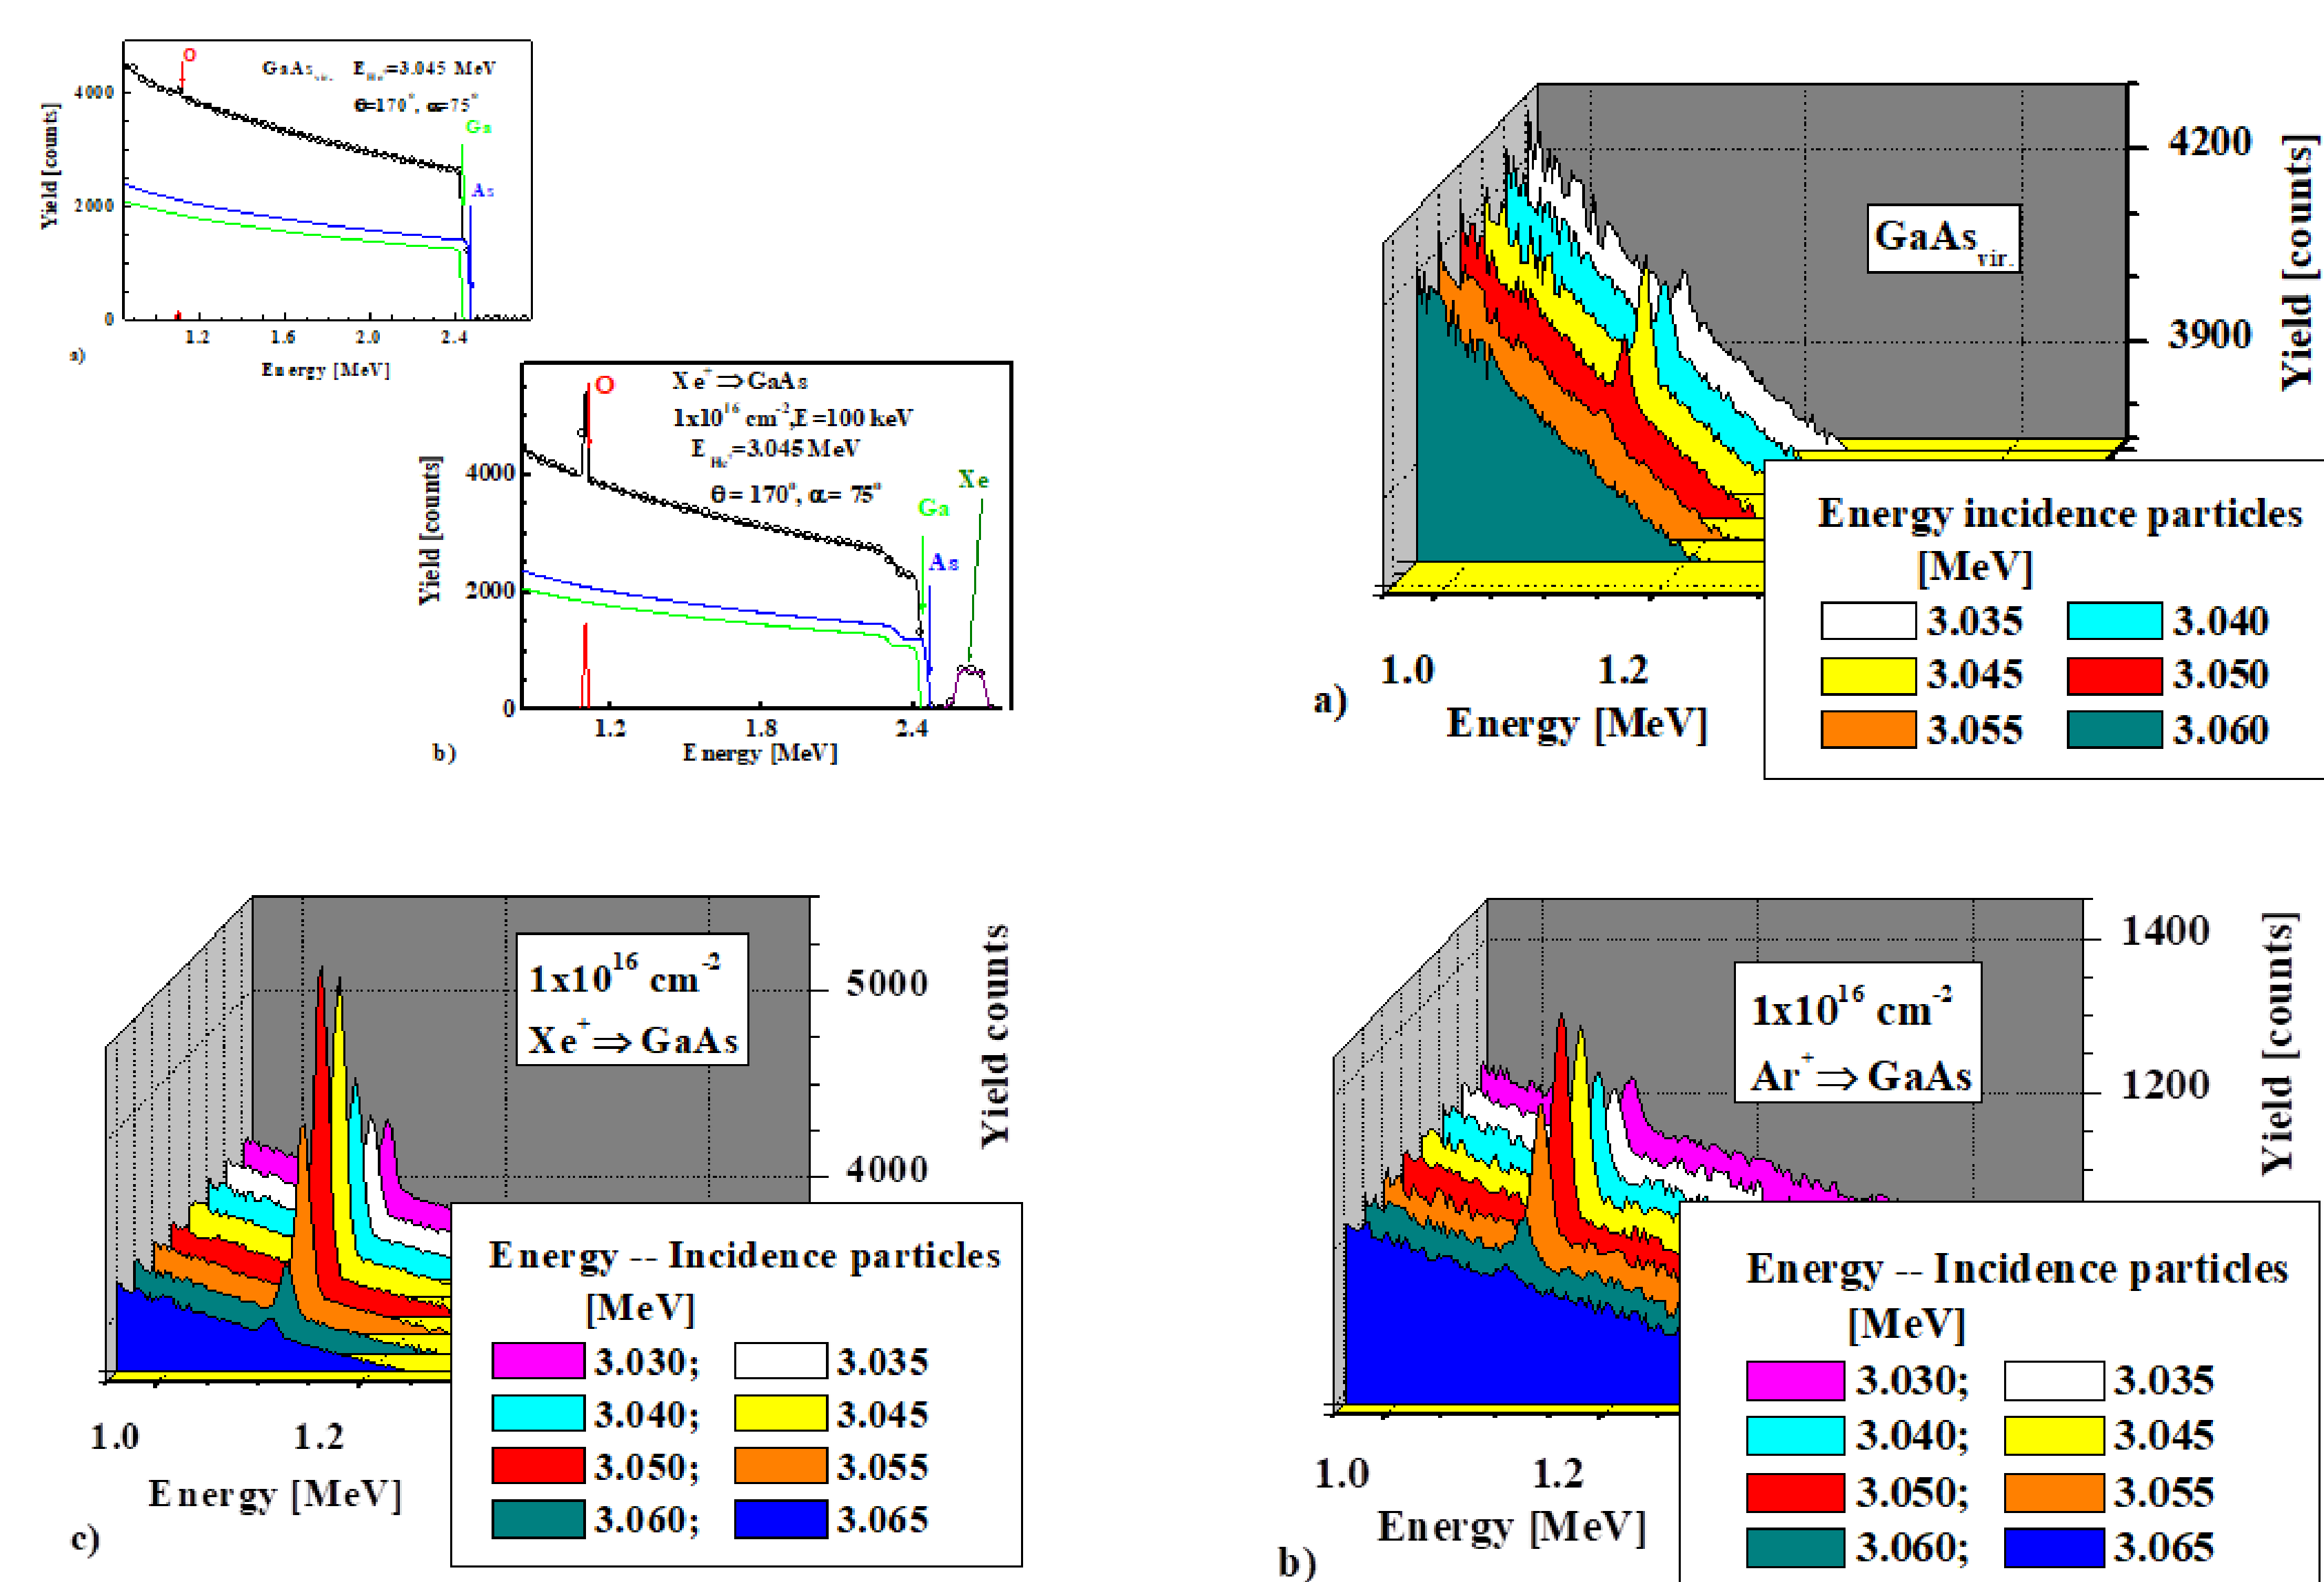 O
GaAs vir. E He+=3.045 MeV
θ=170°, α=75°
Ga
As
4000
2000
0
Yield [counts]
1.2 1.6 2.0 2.4
Energy [MeV]
a)
O
Xe⁺⇒GaAs
1x10¹⁶ cm⁻²,E=100 keV
E He+=3.045 MeV
θ= 170°, α= 75°
Xe
Ga
As
4000
2000
0
Yield [counts]
1.2 1.8 2.4
Energy [MeV]
b)
GaAs vir.
4200
3900
Yield [counts]
Energy incidence particles
[MeV]
3.035 3.040
3.045 3.050
3.055 3.060
1.0 1.2
Energy [MeV]
a)
1x10¹⁶ cm⁻²
Xe⁺⇒GaAs
5000
4000
Yield counts
Energy -- Incidence particles
[MeV]
3.030; 3.035
3.040; 3.045
3.050; 3.055
3.060; 3.065
1.0 1.2
Energy [MeV]
c)
1x10¹⁶ cm⁻²
Ar⁺⇒GaAs
1400
1200
Yield [counts]
Energy -- Incidence particles
[MeV]
3.030; 3.035
3.040; 3.045
3.050; 3.055
3.060; 3.065
1.0 1.2
Energy [MeV]
b)